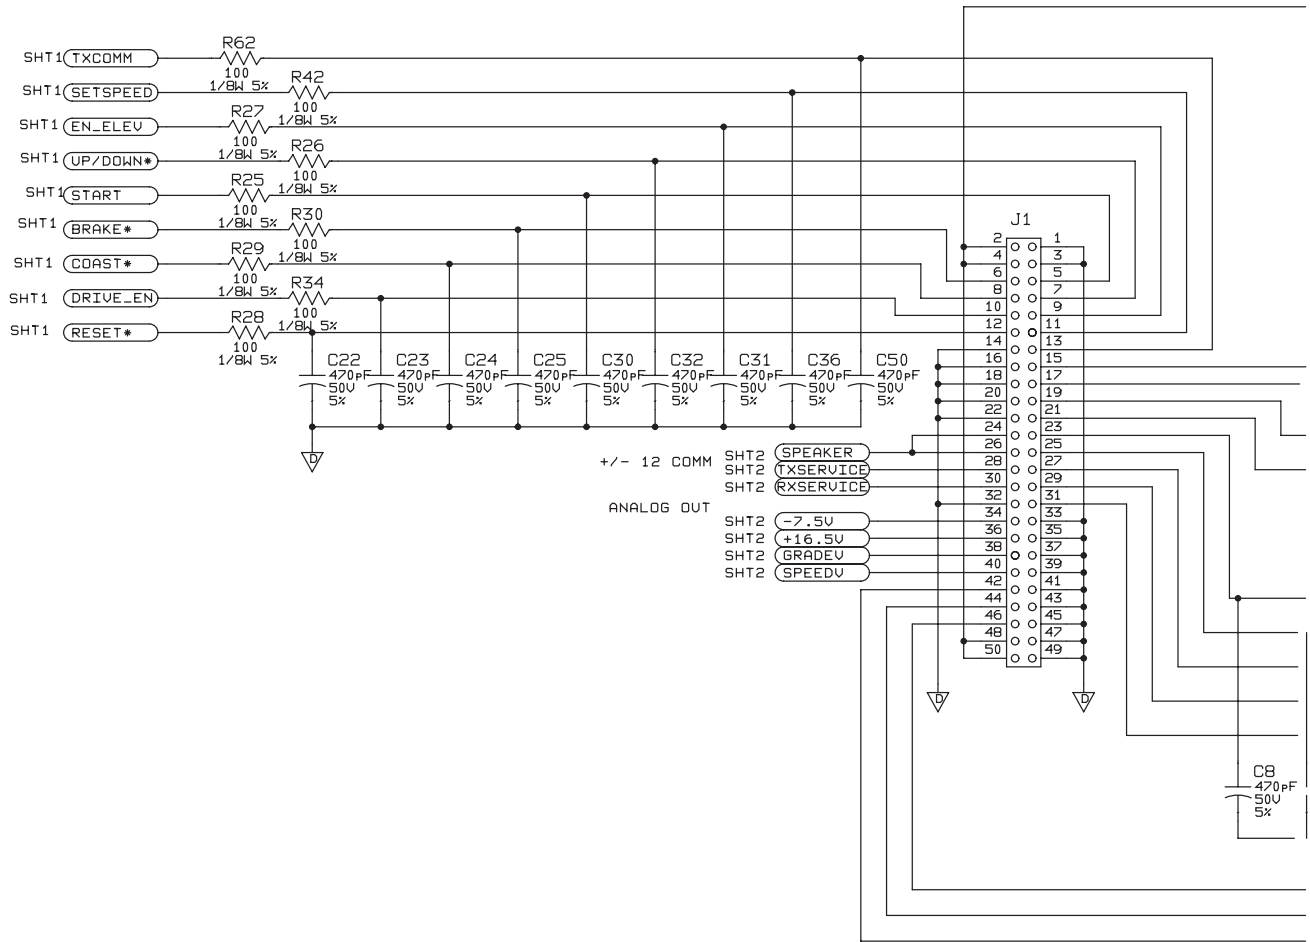 SHT1 TXCOMM
R62
100
1/8W 5%
SHT1 SETSPEED
R42
100
1/8W 5%
SHT1 EN_ELEV
R27
100
1/8W 5%
SHT1 UP/DOWN*
R26
100
1/8W 5%
SHT1 START
R25
100
1/8W 5%
SHT1 BRAKE*
R30
100
1/8W 5%
SHT1 COAST*
R29
100
1/8W 5%
SHT1 DRIVE_EN
R34
100
1/8W 5%
SHT1 RESET*
R28
100
1/8W 5%
C22
470pF
50V
5%
C23
470pF
50V
5%
C24
470pF
50V
5%
C25
470pF
50V
5%
C30
470pF
50V
5%
C32
470pF
50V
5%
C31
470pF
50V
5%
C36
470pF
50V
5%
C50
470pF
50V
5%
D
+/- 12 COMM
SHT2 SPEAKER
SHT2 TXSERVICE
SHT2 RXSERVICE
ANALOG OUT
SHT2 -7.5V
SHT2 +16.5V
SHT2 GRADEV
SHT2 SPEEDV
J1
2 1
4 3
6 5
8 7
10 9
12 11
14 13
16 15
18 17
20 19
22 21
24 23
26 25
28 27
30 29
32 31
34 33
36 35
38 37
40 39
42 41
44 43
46 45
48 47
50 49
D
D
C8
470pF
50V
5%